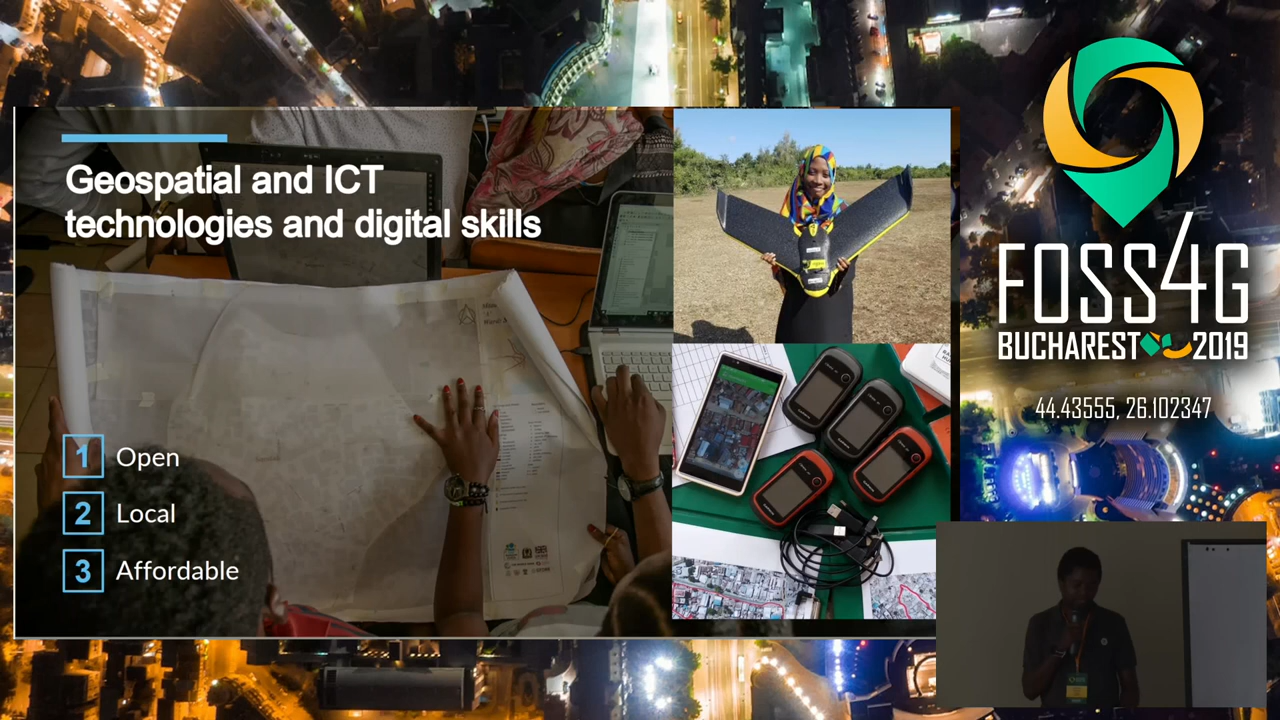 Geospatial and ICT
technologies and digital skills
1 Open
2 Local
3 Affordable
FOSS4G
BUCHAREST 2019
44.43555, 26.102347